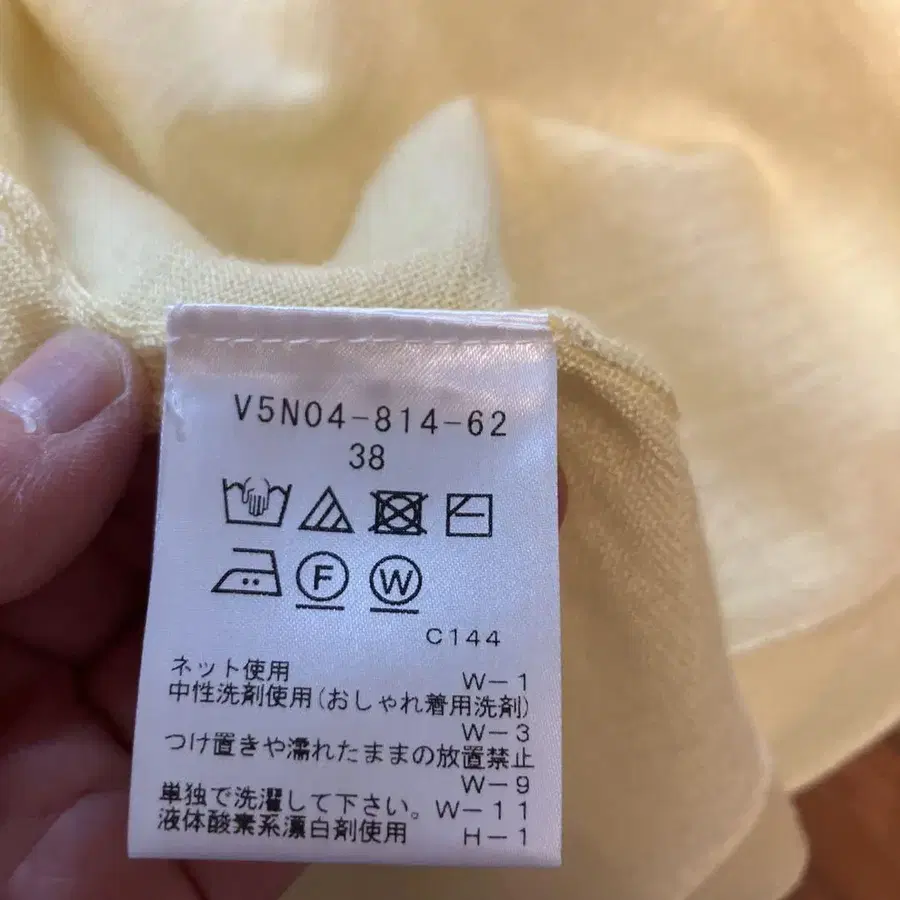 V5N04-814-62
38
F W
C144
ネット使用 W-1
中性洗剤使用(おしゃれ着用洗剤)
W-3
つけ置きや濡れたままの放置禁止
W-9
単独で洗濯して下さい。W-11
液体酸素系漂白剤使用 H-1